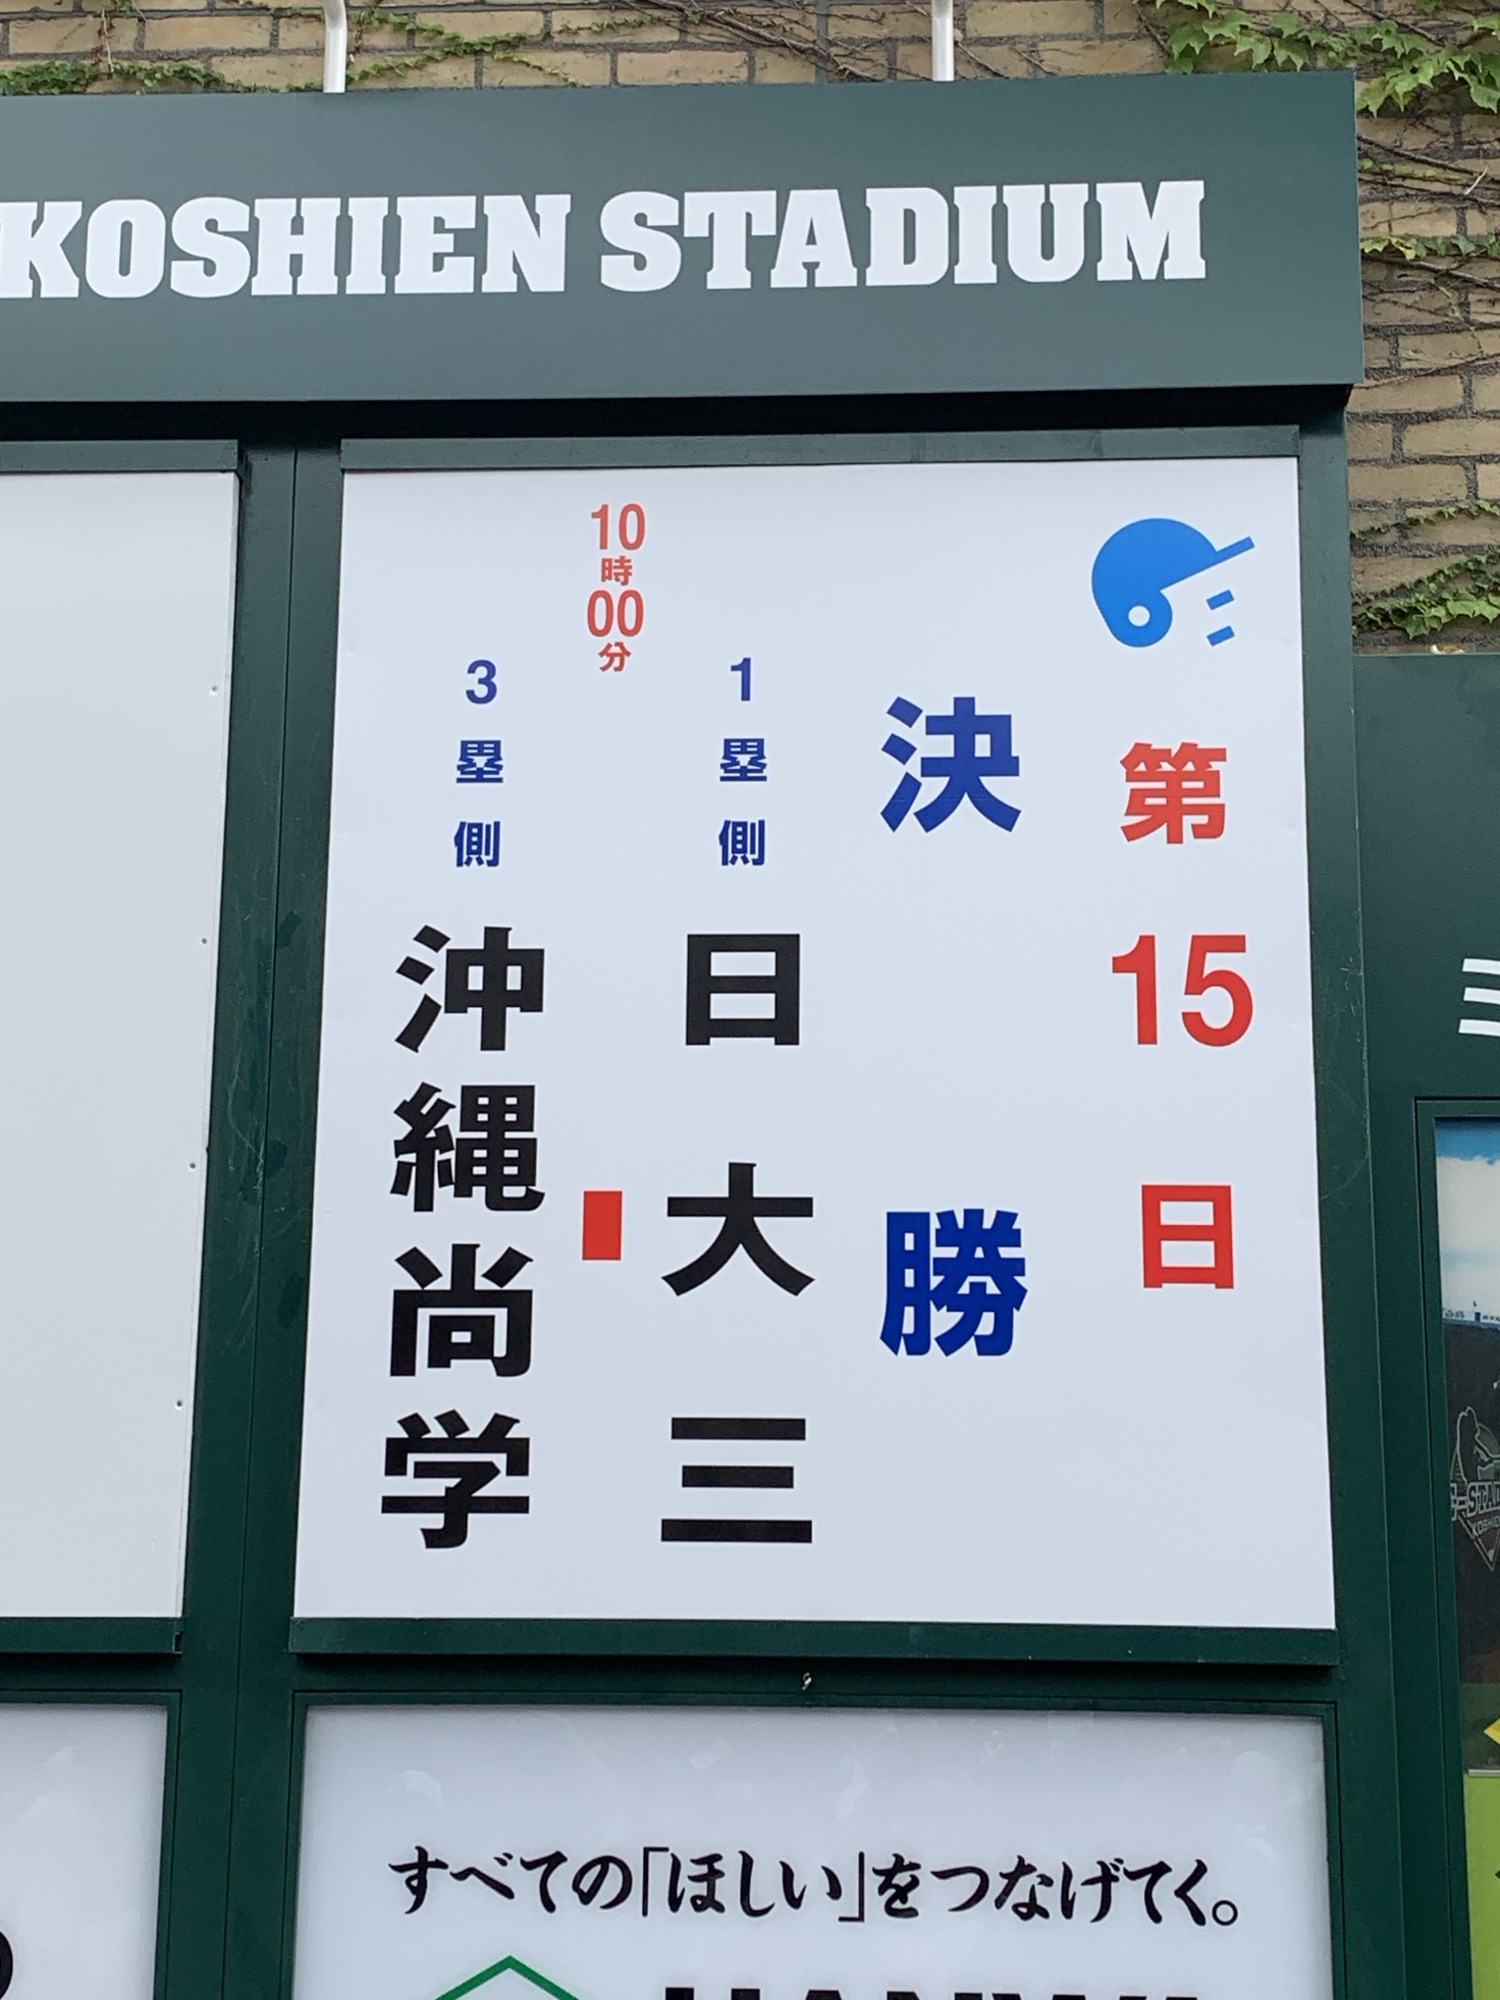 KOSHIEN STADIUM
第15日
決勝
1塁側 日大三
10時00分
3塁側 沖縄尚学
すべての「ほしい」をつなげてく。